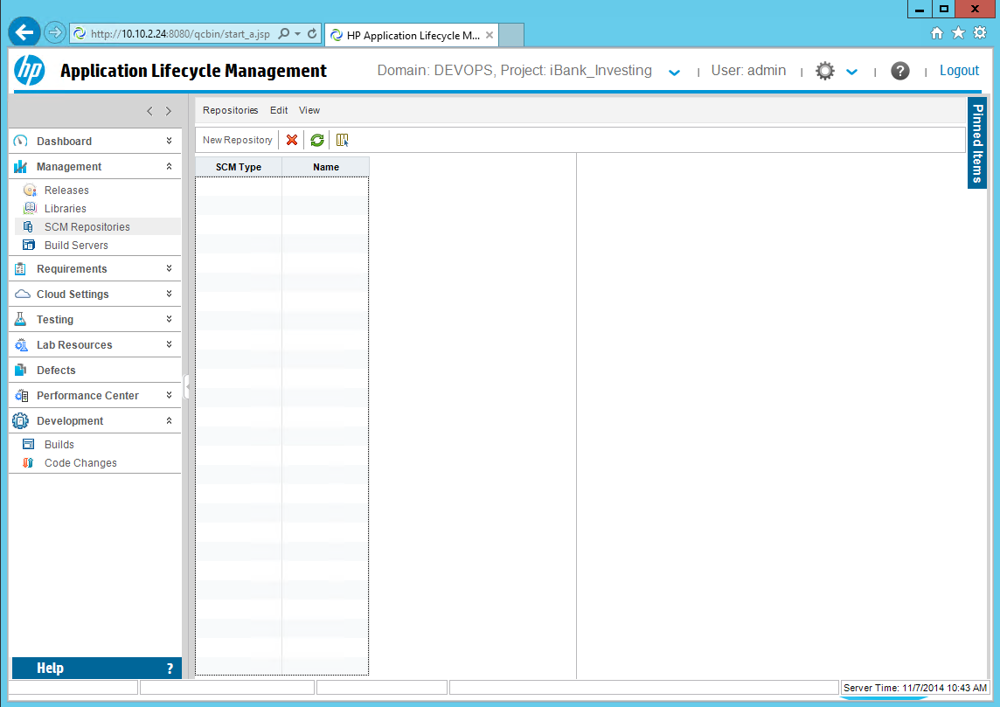 http://10.10.2.24:8080/qcbin/start_a.jsp
HP Application Lifecycle M...
hp
Application Lifecycle Management
Domain: DEVOPS, Project: iBank_Investing
User: admin
?
Logout
Repositories Edit View
New Repository
Pinned Items
SCM Type Name
Dashboard
Management
Releases
Libraries
SCM Repositories
Build Servers
Requirements
Cloud Settings
Testing
Lab Resources
Defects
Performance Center
Development
Builds
Code Changes
Help ?
Server Time: 11/7/2014 10:43 AM